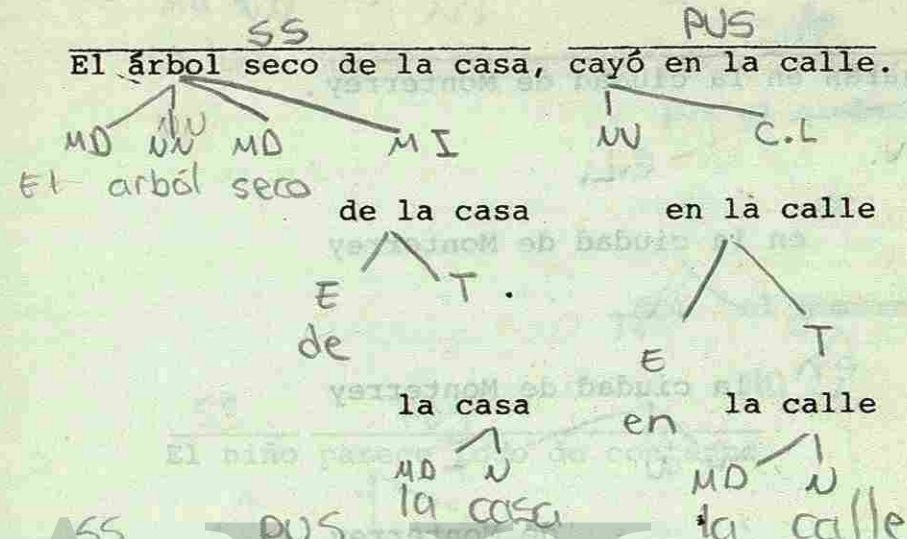 SS PUS
El árbol seco de la casa, cayó en la calle.
MD NN MD MI NV C.L
El arból seco
de la casa en la calle
E T . E T
de en
la casa la calle
MD N MD N
la casa la calle
SS PUS